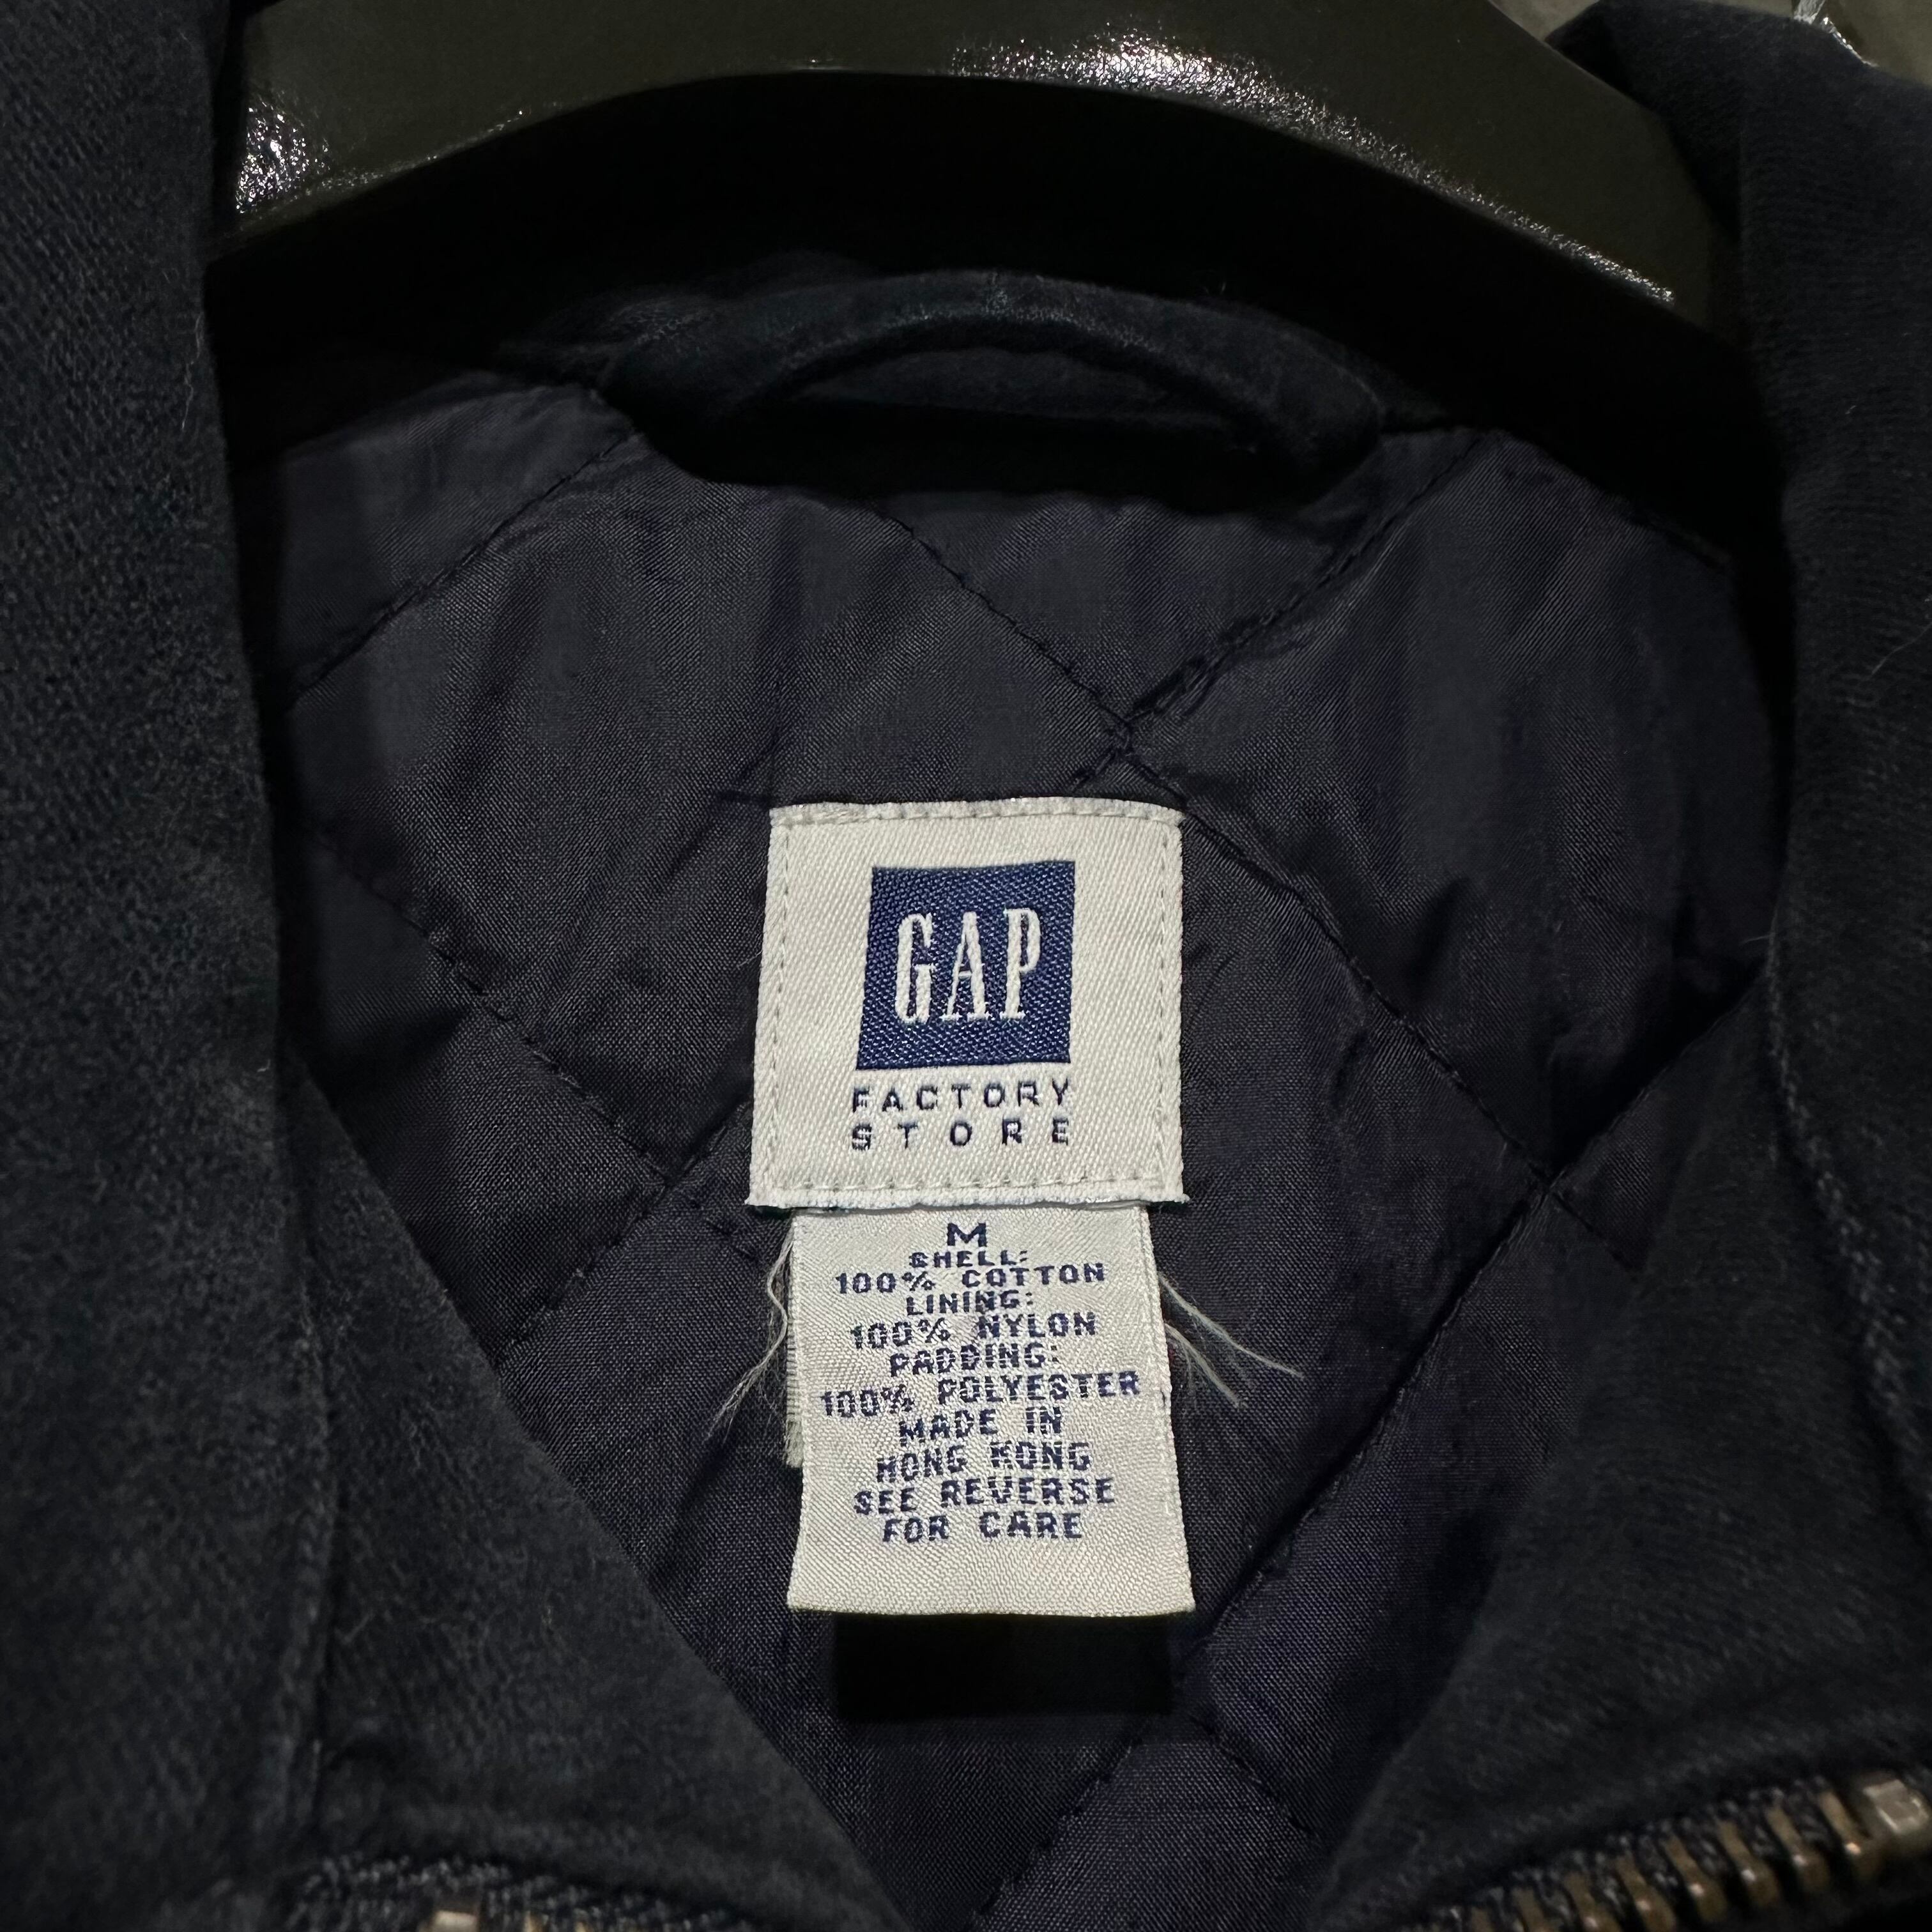 GAP
FACTORY
STORE
M
SHELL:
100% COTTON
LINING:
100% NYLON
PADDING:
100% POLYESTER
MADE IN
HONG KONG
SEE REVERSE
FOR CARE